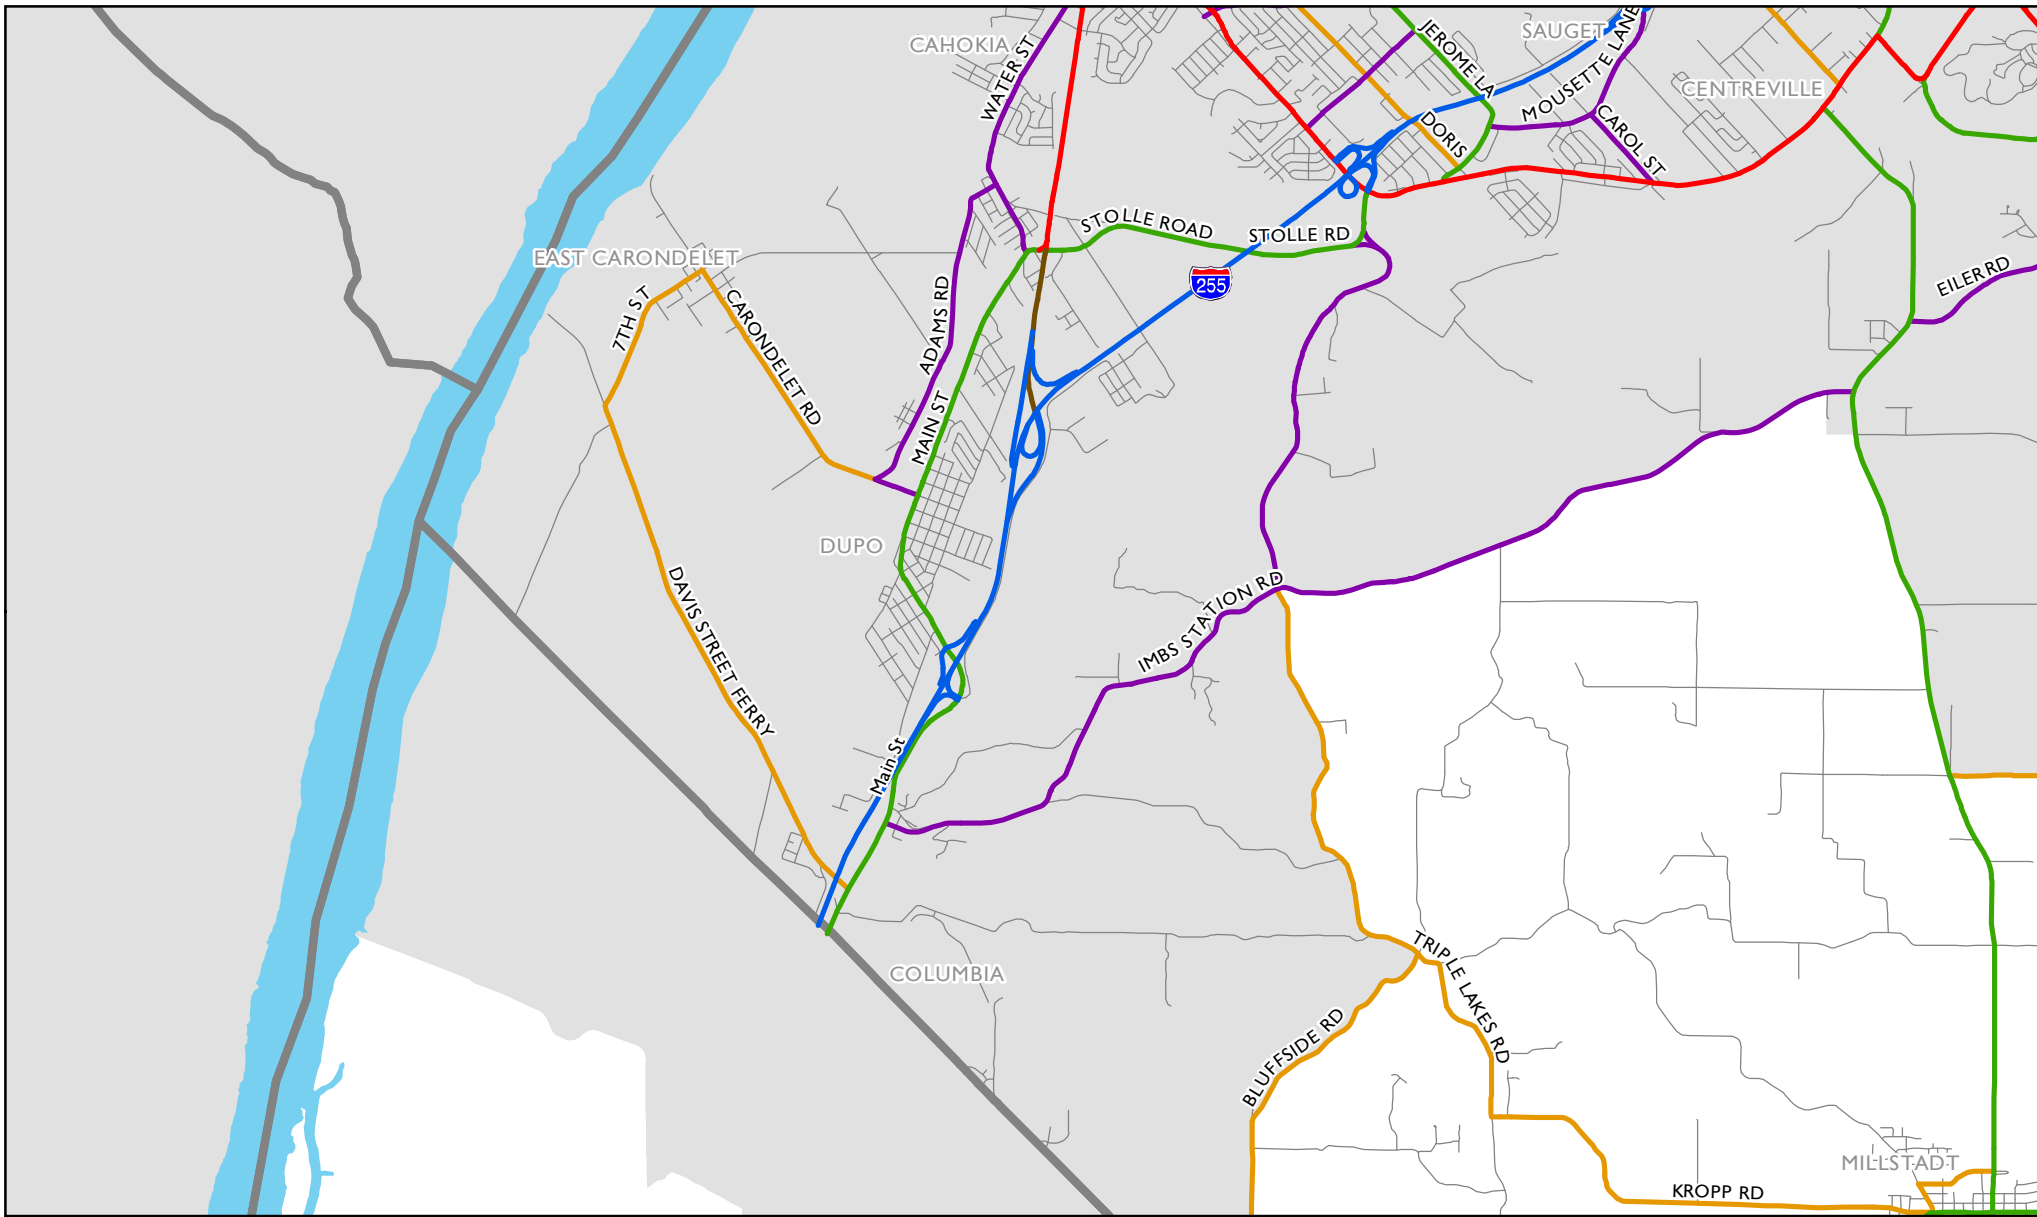 CAHOKIA
WATER ST
JEROME LA
SAUGET
MOUSETTE LANE
CENTREVILLE
DORIS
CAROL ST
STOLLE ROAD
STOLLE RD
EAST CARONDELET
255
EILER RD
7TH ST
CARONDELET RD
ADAMS RD
MAIN ST
DUPO
DAVIS STREET FERRY
IMBS STATION RD
Main St
COLUMBIA
TRIPLE LAKES RD
BLUFFSIDE RD
MILLSTADT
KROPP RD